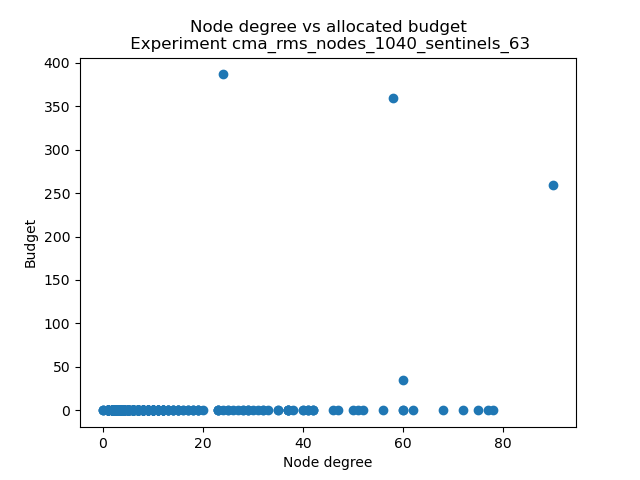 Node degree vs allocated budget
Experiment cma_rms_nodes_1040_sentinels_63
400
350
300
250
200
150
100
50
0
Budget
0 20 40 60 80
Node degree